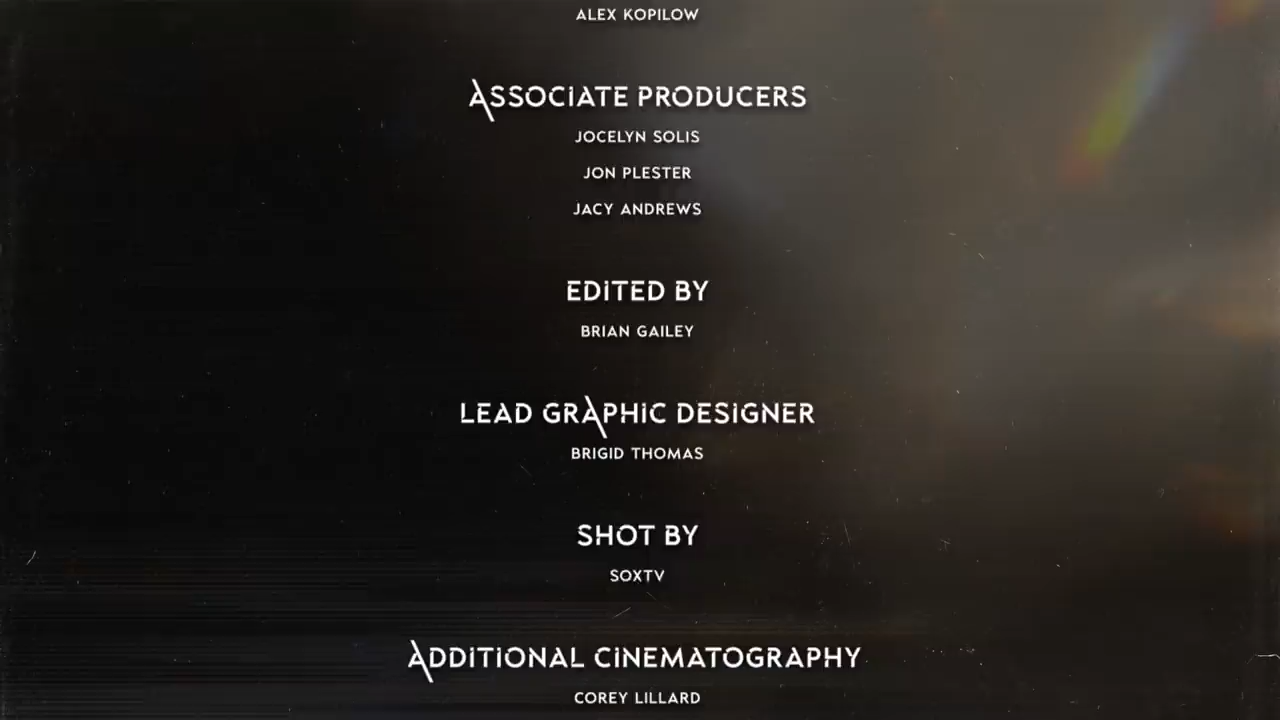 ALEX KOPILOW
ASSOCIATE PRODUCERS
JOCELYN SOLIS
JON PLESTER
JACY ANDREWS
EDITED BY
BRIAN GAILEY
LEAD GRAPHIC DESIGNER
BRIGID THOMAS
SHOT BY
SOXTV
ADDITIONAL CINEMATOGRAPHY
COREY LILLARD